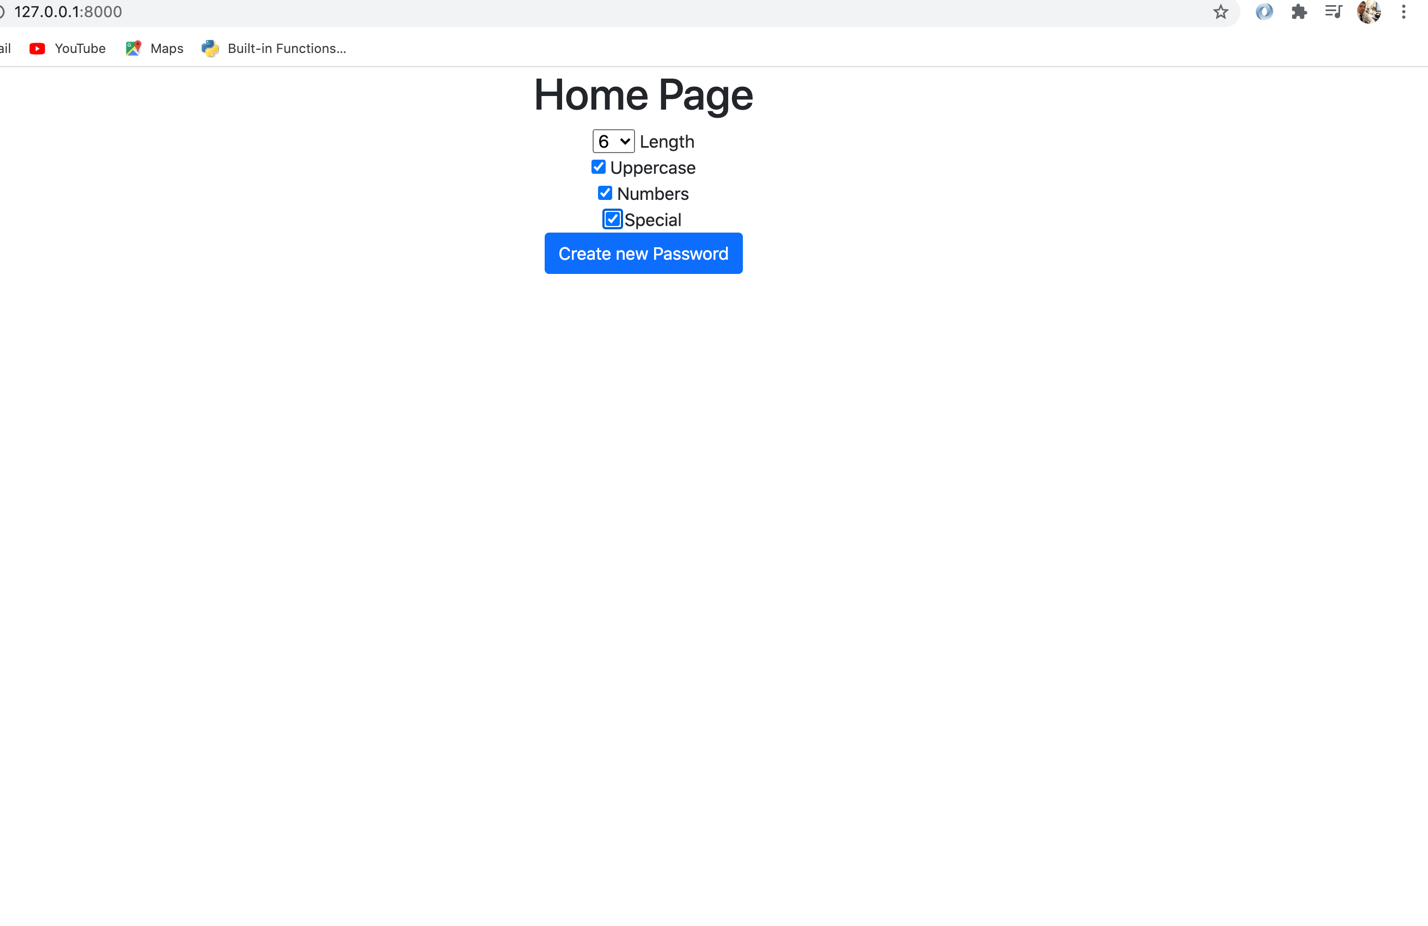 127.0.0.1:8000
ail YouTube Maps Built-in Functions...
Home Page
6 Length
Uppercase
Numbers
Special
Create new Password